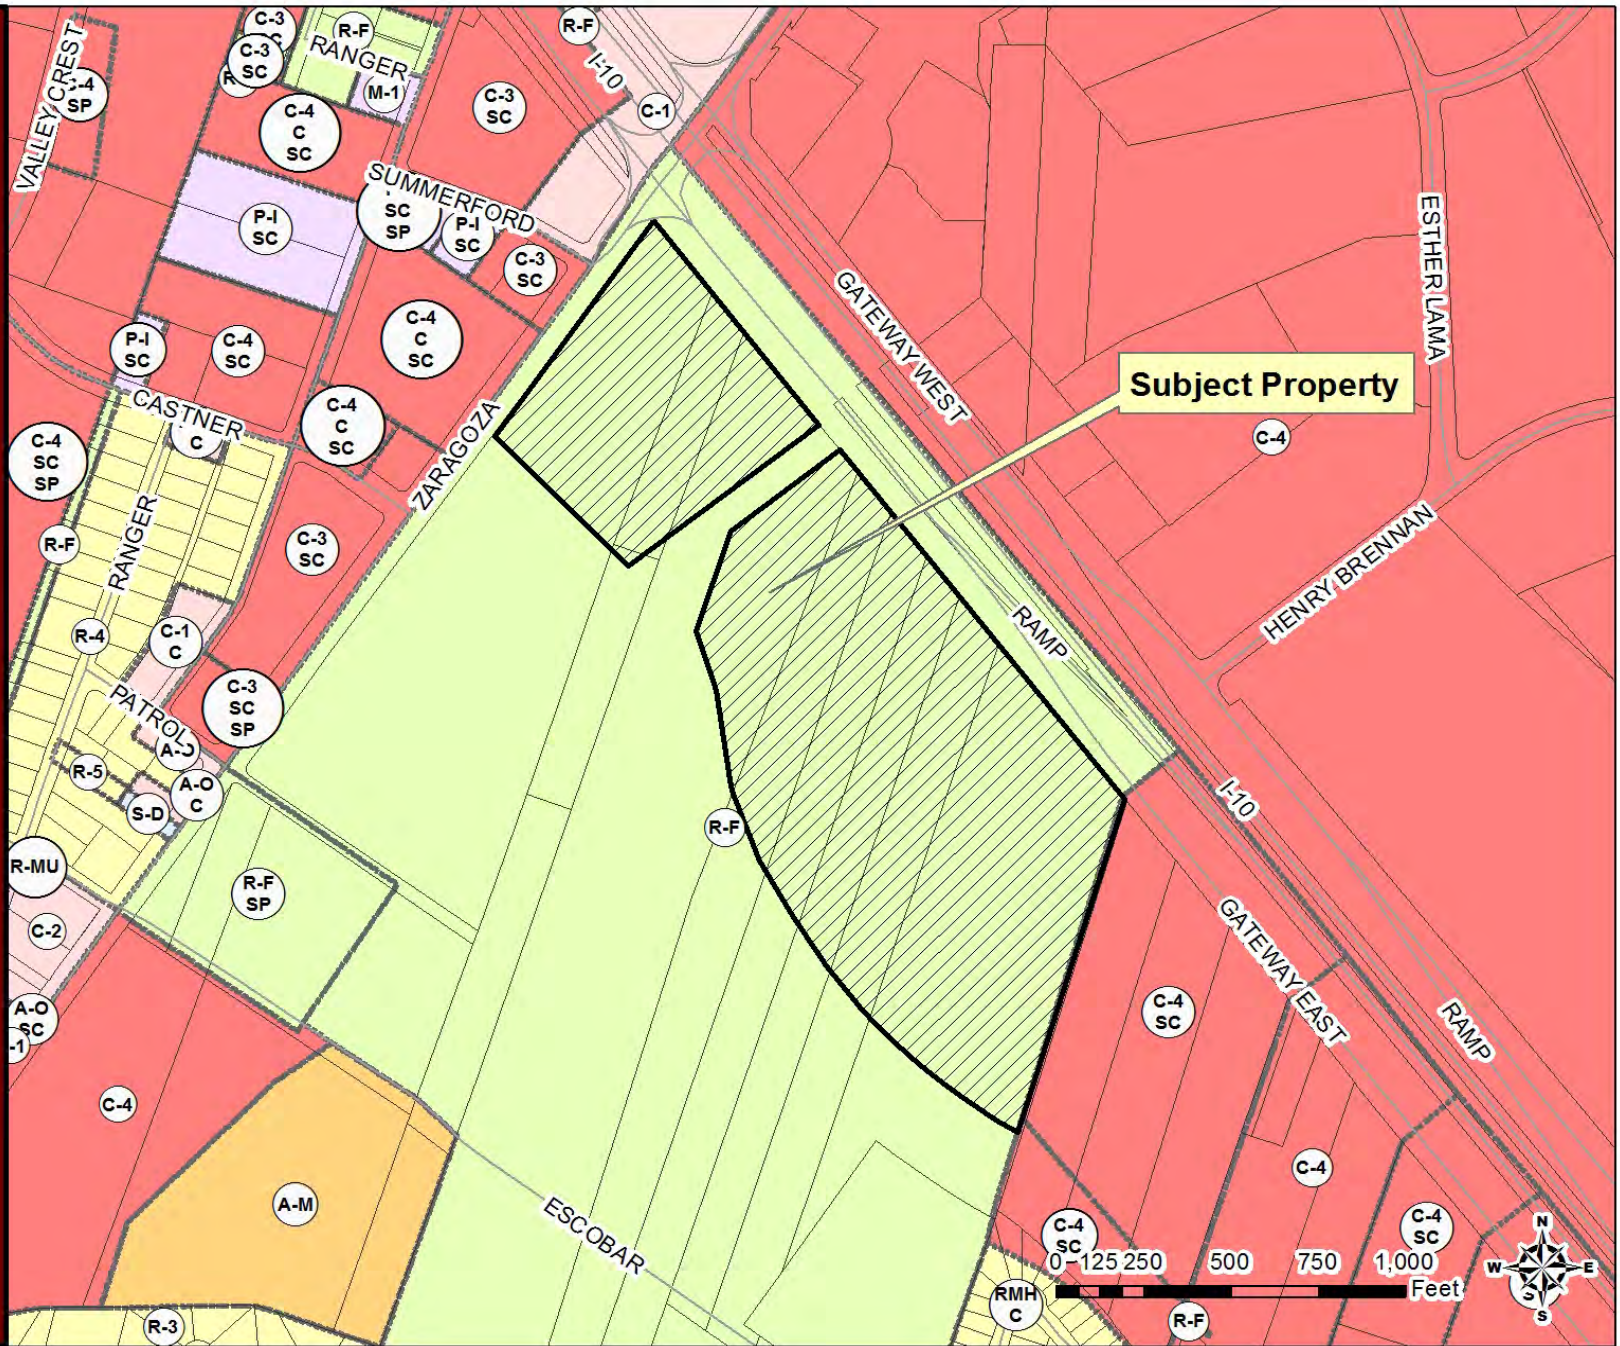 C-3
C
R-F
R-F
VALLEY CREST
C-3
SC
RANGER
I-10
R
M-1
C-4
SP
C-3
SC
C-1
C-4
C
SC
SUMMERFORD
SC
SP
P-I
SC
P-I
SC
C-3
SC
ESTHER LAMA
GATEWAY WEST
P-I
SC
C-4
SC
C-4
C
SC
Subject Property
CASTNER
C
C-4
C
SC
ZARAGOZA
C-4
C-4
SC
SP
RANGER
R-F
C-3
SC
HENRY BRENNAN
R-4
C-1
C
RAMP
PATROL
C-3
SC
SP
R-5
A-O
C
S-D
R-F
I-10
R-MU
R-F
SP
C-2
GATEWAY EAST
A-O
SC
-1
C-4
SC
RAMP
C-4
A-M
C-4
ESCOBAR
C-4
SC
C-4
SC
N
W
E
S
0 125 250 500 750 1,000
Feet
RMH
C
R-F
R-3